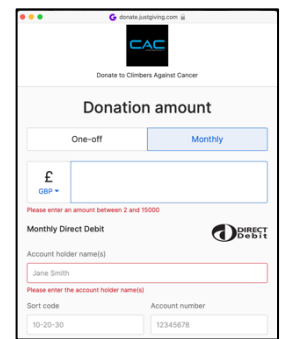 donate.justgiving.com
CAC
Donate to Climbers Against Cancer
Donation amount
One-off Monthly
£
GBP
Please enter an amount between 2 and 15000
Monthly Direct Debit
DIRECT
Debit
Account holder name(s)
Jane Smith
Please enter the account holder name(s)
Sort code Account number
10-20-30 12345678